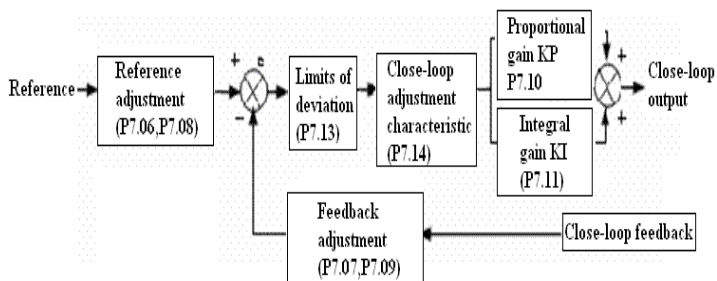 Reference
Reference
adjustment
(P7.06,P7.08)
+
e
−
Limits of
deviation
(P7.13)
Close-loop
adjustment
characteristic
(P7.14)
Proportional
gain KP
P7.10
Integral
gain KI
(P7.11)
+
+
Close-loop
output
Feedback
adjustment
(P7.07,P7.09)
Close-loop feedback